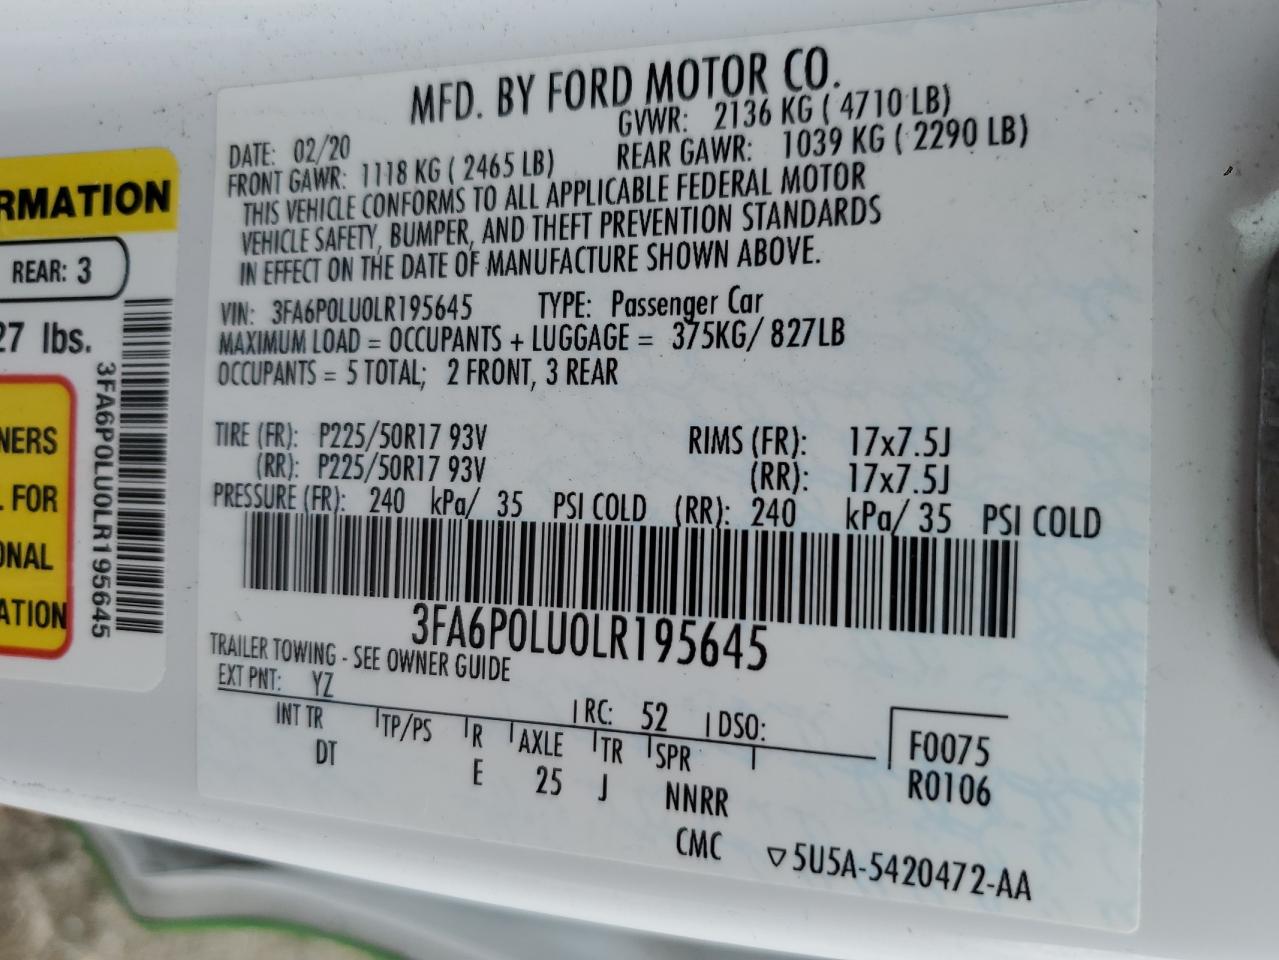 MFD. BY FORD MOTOR CO.
DATE: 02/20 GVWR: 2136 KG ( 4710 LB)
FRONT GAWR: 1118 KG ( 2465 LB) REAR GAWR: 1039 KG ( 2290 LB)
THIS VEHICLE CONFORMS TO ALL APPLICABLE FEDERAL MOTOR
VEHICLE SAFETY, BUMPER, AND THEFT PREVENTION STANDARDS
IN EFFECT ON THE DATE OF MANUFACTURE SHOWN ABOVE.
VIN: 3FA6P0LU0LR195645 TYPE: Passenger Car
MAXIMUM LOAD = OCCUPANTS + LUGGAGE = 375KG/ 827LB
OCCUPANTS = 5 TOTAL; 2 FRONT, 3 REAR
TIRE (FR): P225/50R17 93V RIMS (FR): 17x7.5J
(RR): P225/50R17 93V (RR): 17x7.5J
PRESSURE (FR): 240 kPa/ 35 PSI COLD (RR): 240 kPa/ 35 PSI COLD
3FA6P0LU0LR195645
TRAILER TOWING - SEE OWNER GUIDE
EXT PNT: YZ RC: 52 DSO:
INT TR TP/PS R AXLE TR SPR F0075
DT E 25 J NNRR R0106
CMC 5U5A-5420472-AA
RMATION
REAR: 3
27 lbs.
3FA6P0LU0LR195645
NERS
L FOR
ONAL
ATION